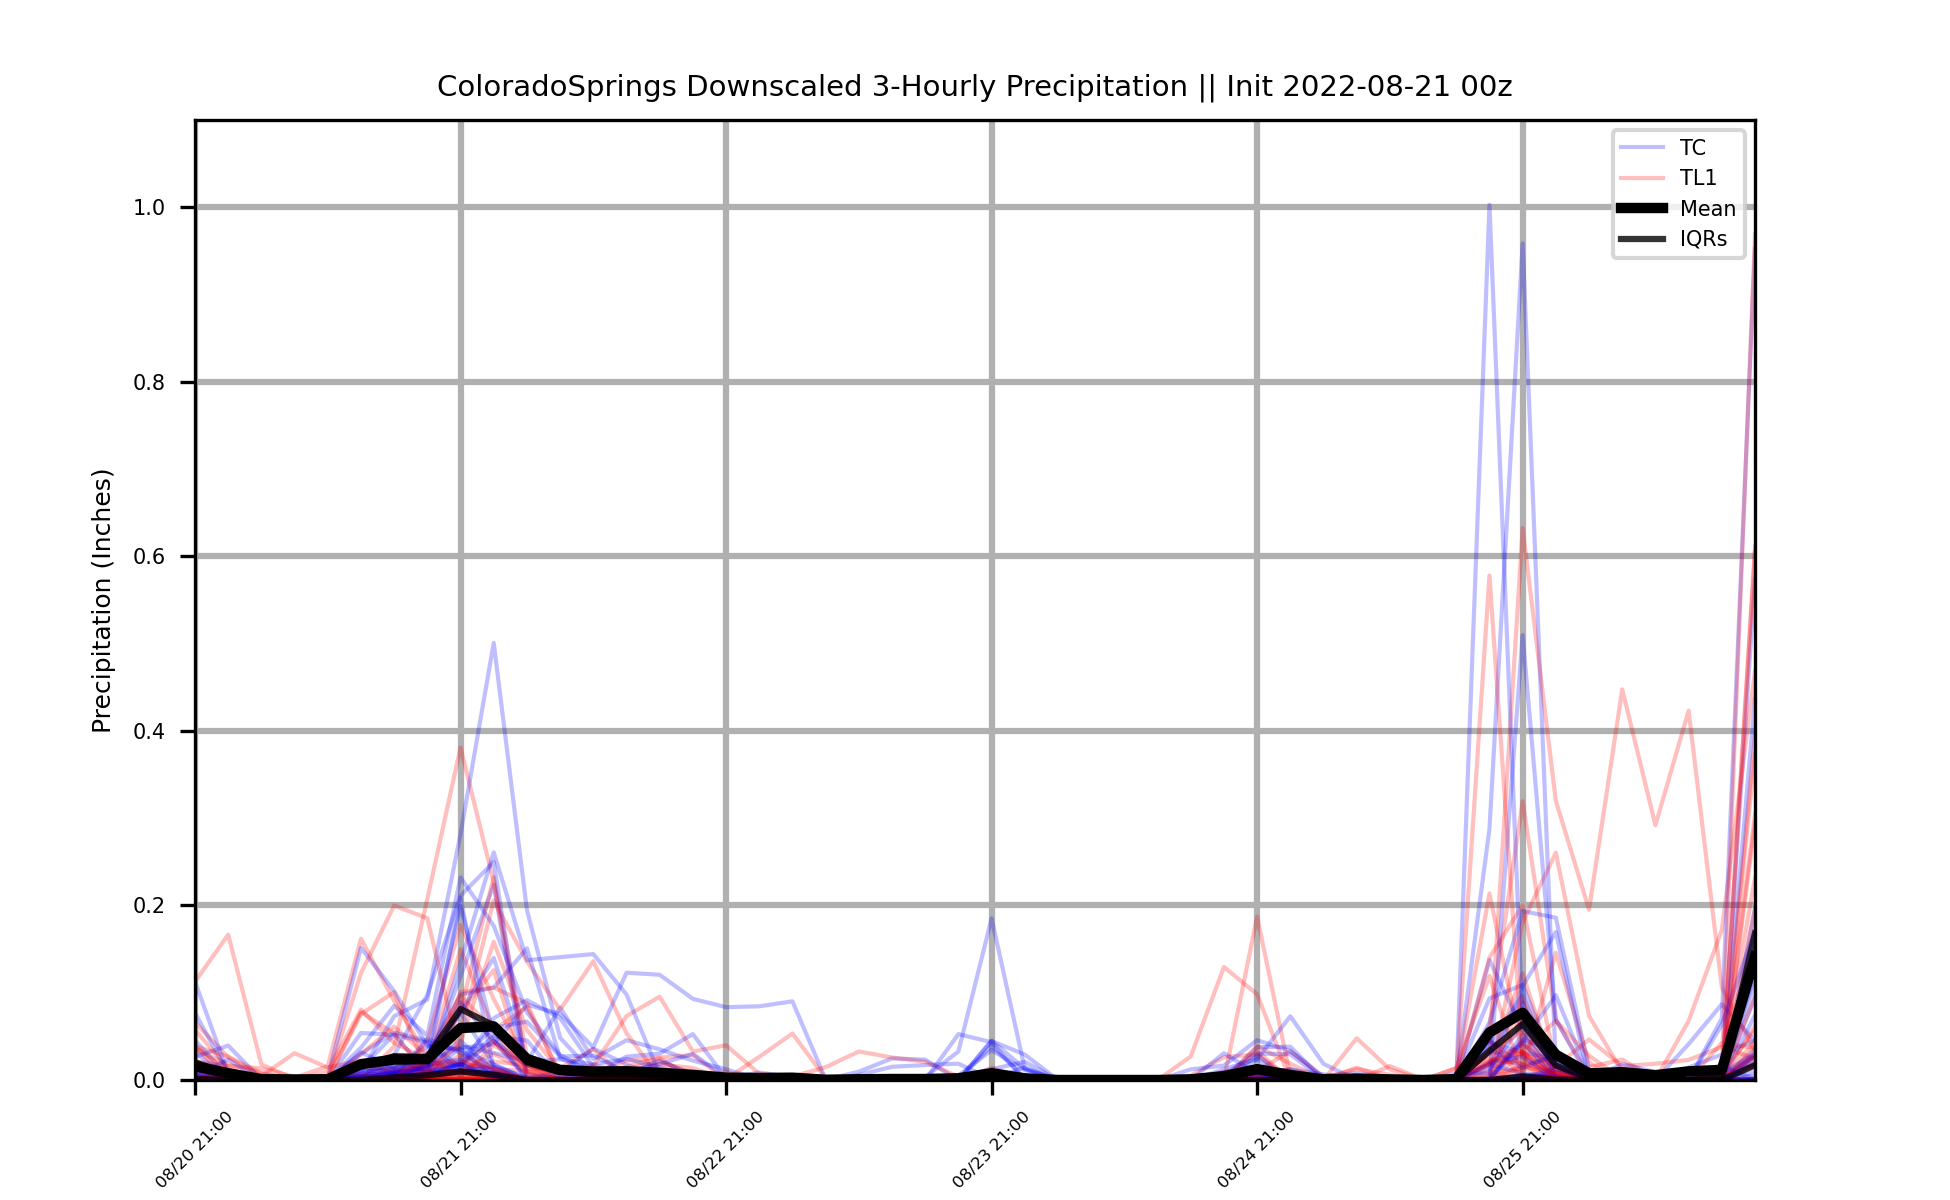 ColoradoSprings Downscaled 3-Hourly Precipitation || Init 2022-08-21 00z
TC
TL1
Mean
IQRs
Precipitation (Inches)
1.0
0.8
0.6
0.4
0.2
0.0
08/20 21:00
08/21 21:00
08/22 21:00
08/23 21:00
08/24 21:00
08/25 21:00